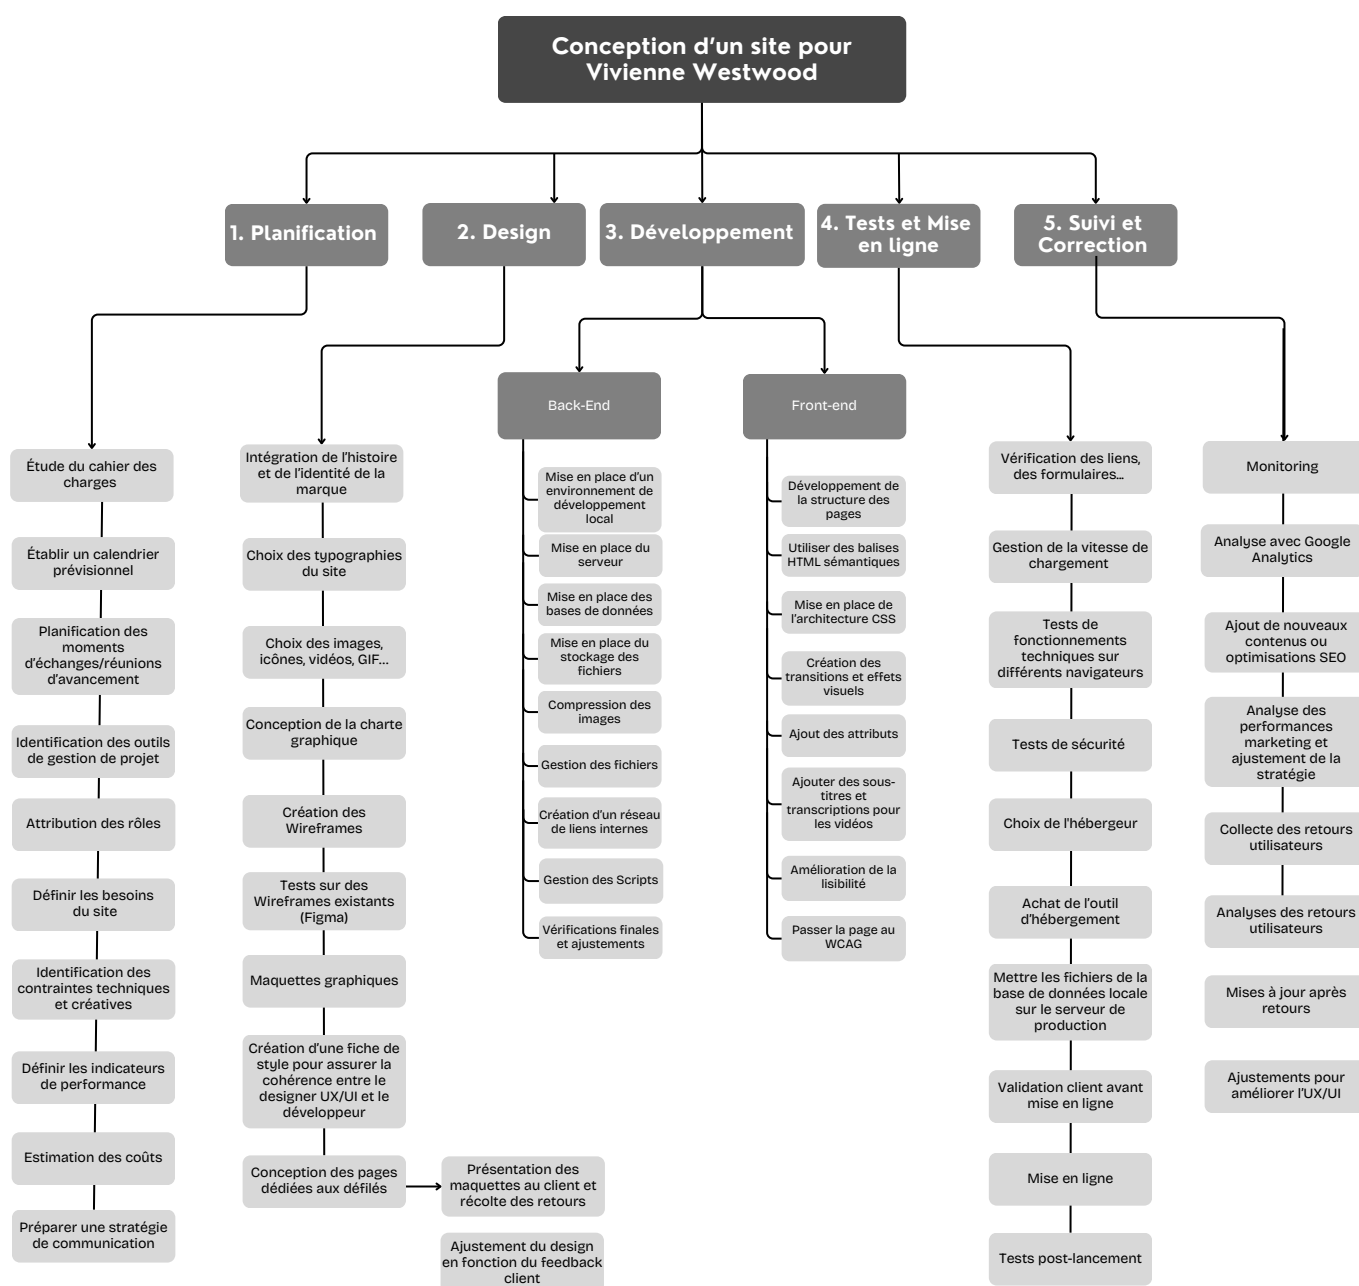 Conception d’un site pour
Vivienne Westwood
1. Planification
2. Design
3. Développement
4. Tests et Mise
en ligne
5. Suivi et
Correction
Étude du cahier des
charges
Établir un calendrier
prévisionnel
Planification des
moments
d’échanges/réunions
d’avancement
Identification des outils
de gestion de projet
Attribution des rôles
Définir les besoins
du site
Identification des
contraintes techniques
et créatives
Définir les indicateurs
de performance
Estimation des coûts
Préparer une stratégie
de communication
Intégration de l’histoire
et de l’identité de la
marque
Choix des typographies
du site
Choix des images,
icônes, vidéos, GIF...
Conception de la charte
graphique
Création des
Wireframes
Tests sur des
Wireframes existants
(Figma)
Maquettes graphiques
Création d’une fiche de
style pour assurer la
cohérence entre le
designer UX/UI et le
développeur
Conception des pages
dédiées aux défilés
Présentation des
maquettes au client et
récolte des retours
Ajustement du design
en fonction du feedback
client
Back-End
Mise en place d’un
environnement de
développement
local
Mise en place du
serveur
Mise en place des
bases de données
Mise en place du
stockage des
fichiers
Compression des
images
Gestion des fichiers
Création d’un réseau
de liens internes
Gestion des Scripts
Vérifications finales
et ajustements
Front-end
Développement de
la structure des
pages
Utiliser des balises
HTML sémantiques
Mise en place de
l’architecture CSS
Création des
transitions et effets
visuels
Ajout des attributs
Ajouter des sous-
titres et
transcriptions pour
les vidéos
Amélioration de la
lisibilité
Passer la page au
WCAG
Vérification des liens,
des formulaires...
Gestion de la vitesse de
chargement
Tests de
fonctionnements
techniques sur
différents navigateurs
Tests de sécurité
Choix de l'hébergeur
Achat de l’outil
d’hébergement
Mettre les fichiers de la
base de données locale
sur le serveur de
production
Validation client avant
mise en ligne
Mise en ligne
Tests post-lancement
Monitoring
Analyse avec Google
Analytics
Ajout de nouveaux
contenus ou
optimisations SEO
Analyse des
performances
marketing et
ajustement de la
stratégie
Collecte des retours
utilisateurs
Analyses des retours
utilisateurs
Mises à jour après
retours
Ajustements pour
améliorer l’UX/UI